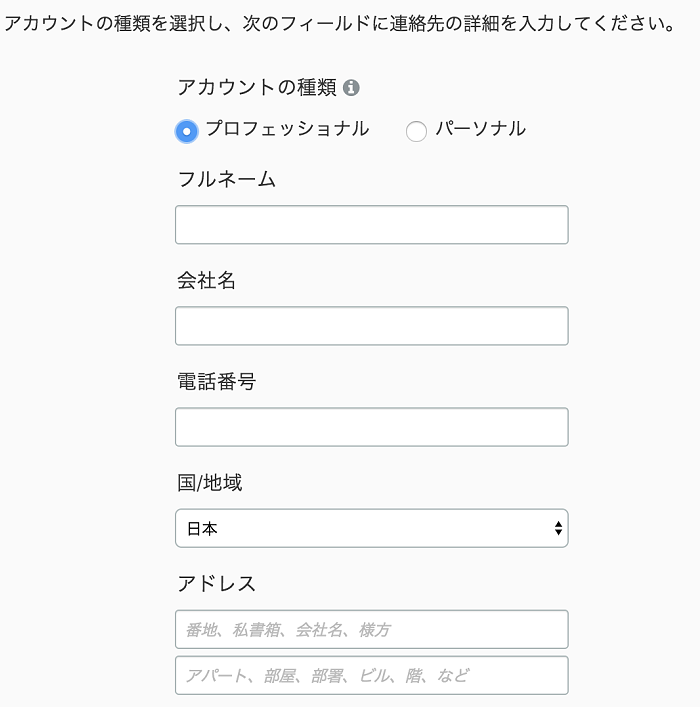 アカウントの種類を選択し、次のフィールドに連絡先の詳細を入力してください。
アカウントの種類
プロフェッショナル パーソナル
フルネーム
会社名
電話番号
国/地域
日本
アドレス
番地、私書箱、会社名、様方
アパート、部屋、部署、ビル、階、など